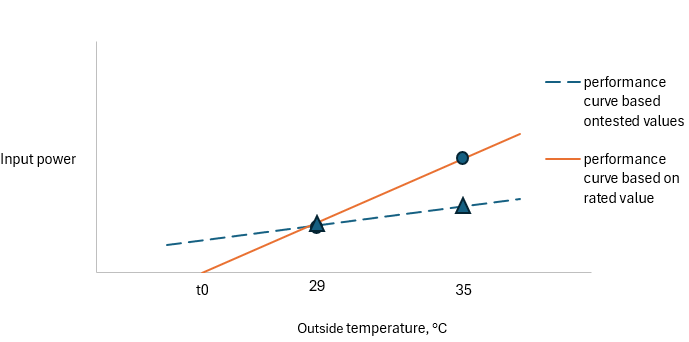 performance
curve based
ontested values
Input power
performance
curve based on
rated value
t0
29
35
Outside temperature, °C